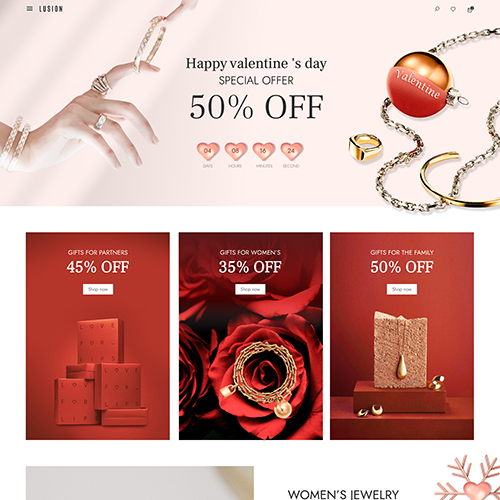 LUSION
Happy valentine 's day
SPECIAL OFFER
50% OFF
04 08 16 24
DAYS HOURS MINUTES SECOND
Valentine
GIFTS FOR PARTNERS
45% OFF
Shop now
GIFTS FOR WOMEN'S
35% OFF
Shop now
GIFTS FOR THE FAMILY
50% OFF
Shop now
WOMEN'S JEWELRY